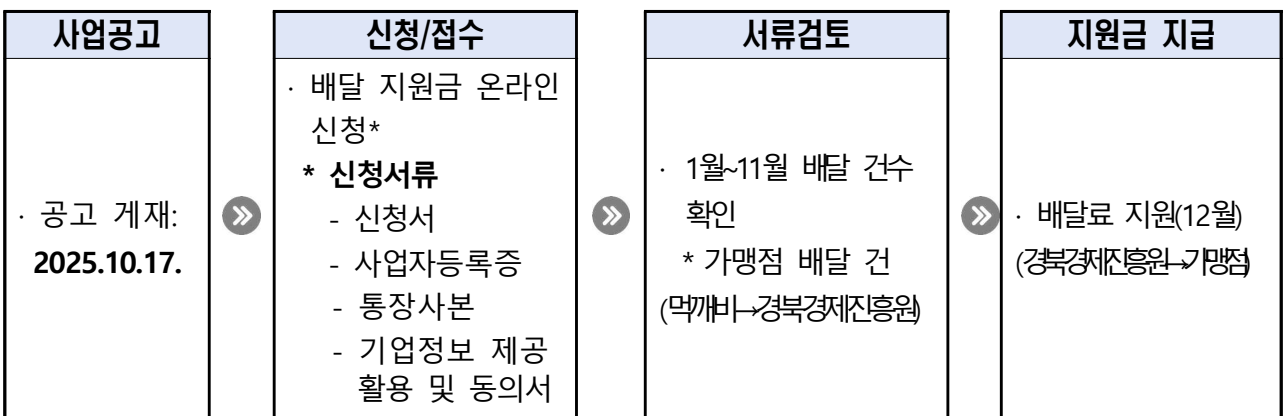 사업공고
· 공고 게재:
2025.10.17.
신청/접수
· 배달 지원금 온라인
신청*
* 신청서류
- 신청서
- 사업자등록증
- 통장사본
- 기업정보 제공
활용 및 동의서
서류검토
· 1월~11월 배달 건수
확인
* 가맹점 배달 건
(먹깨비→경북경제진흥원)
지원금 지급
· 배달료 지원(12월)
(경북경제진흥원→가맹점)